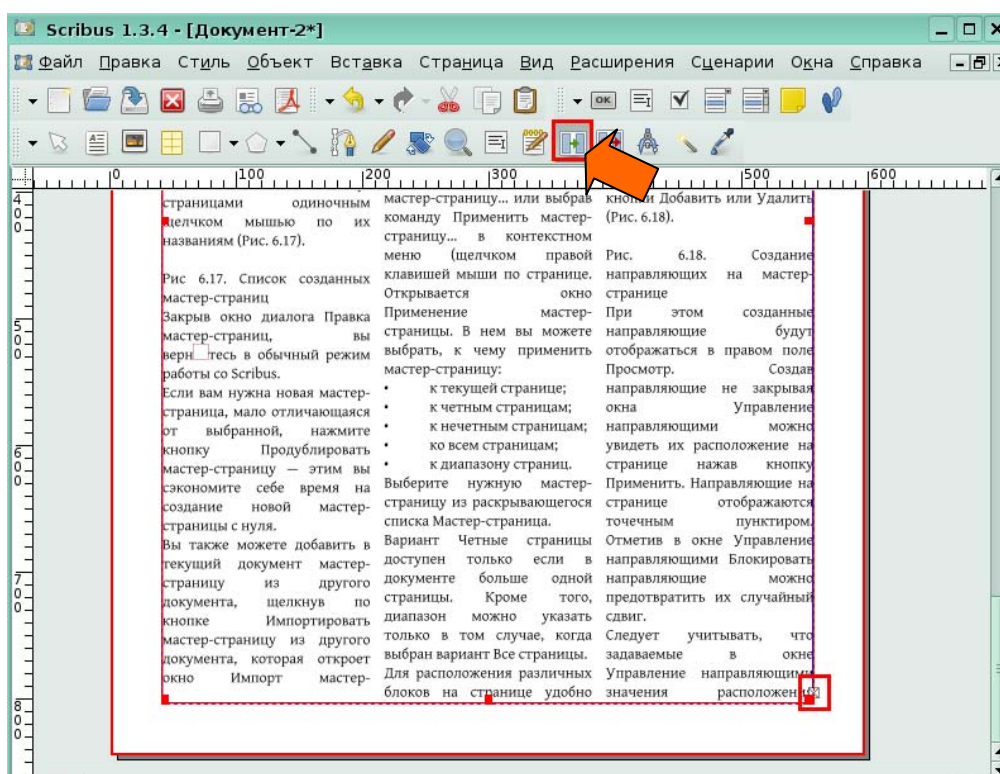 Scribus 1.3.4 - [Документ-2*]
Файл Правка Стиль Объект Вставка Страница Вид Расширения Сценарии Окна Справка
OK
0 100 200 300 500 600
страницами одиночным
щелчком мышью по их
названиям (Рис. 6.17).
Рис 6.17. Список созданных
мастер-страниц
Закрыв окно диалога Правка
мастер-страниц, вы
вернетесь в обычный режим
работы со Scribus.
Если вам нужна новая мастер-
страница, мало отличающаяся
от выбранной, нажмите
кнопку Продублировать
мастер-страницу — этим вы
сэкономите себе время на
создание новой мастер-
страницы с нуля.
Вы также можете добавить в
текущий документ мастер-
страницу из другого
документа, щелкнув по
кнопке Импортировать
мастер-страницу из другого
документа, которая откроет
окно Импорт мастер-
мастер-страницу... или выбрав
команду Применить мастер-
страницу... в контекстном
меню (щелчком правой
клавишей мыши по странице.
Открывается окно
Применение мастер-
страницы. В нем вы можете
выбрать, к чему применить
мастер-страницу:
• к текущей странице;
• к четным страницам;
• к нечетным страницам;
• ко всем страницам;
• к диапазону страниц.
Выберите нужную мастер-
страницу из раскрывающегося
списка Мастер-страница.
Вариант Четные страницы
доступен только если в
документе больше одной
страницы. Кроме того,
диапазон можно указать
только в том случае, когда
выбран вариант Все страницы.
Для расположения различных
блоков на странице удобно
кнопки Добавить или Удалить
(Рис. 6.18).
Рис. 6.18. Создание
направляющих на мастер-
странице
При этом созданные
направляющие будут
отображаться в правом поле
Просмотр. Создав
направляющие не закрывая
окна Управление
направляющими можно
увидеть их расположение на
странице нажав кнопку
Применить. Направляющие на
странице отображаются
точечным пунктиром.
Отметив в окне Управление
направляющими Блокировать
направляющие можно
предотвратить их случайный
сдвиг.
Следует учитывать, что
задаваемые в окне
Управление направляющими
значения расположения
400
500
600
700
800